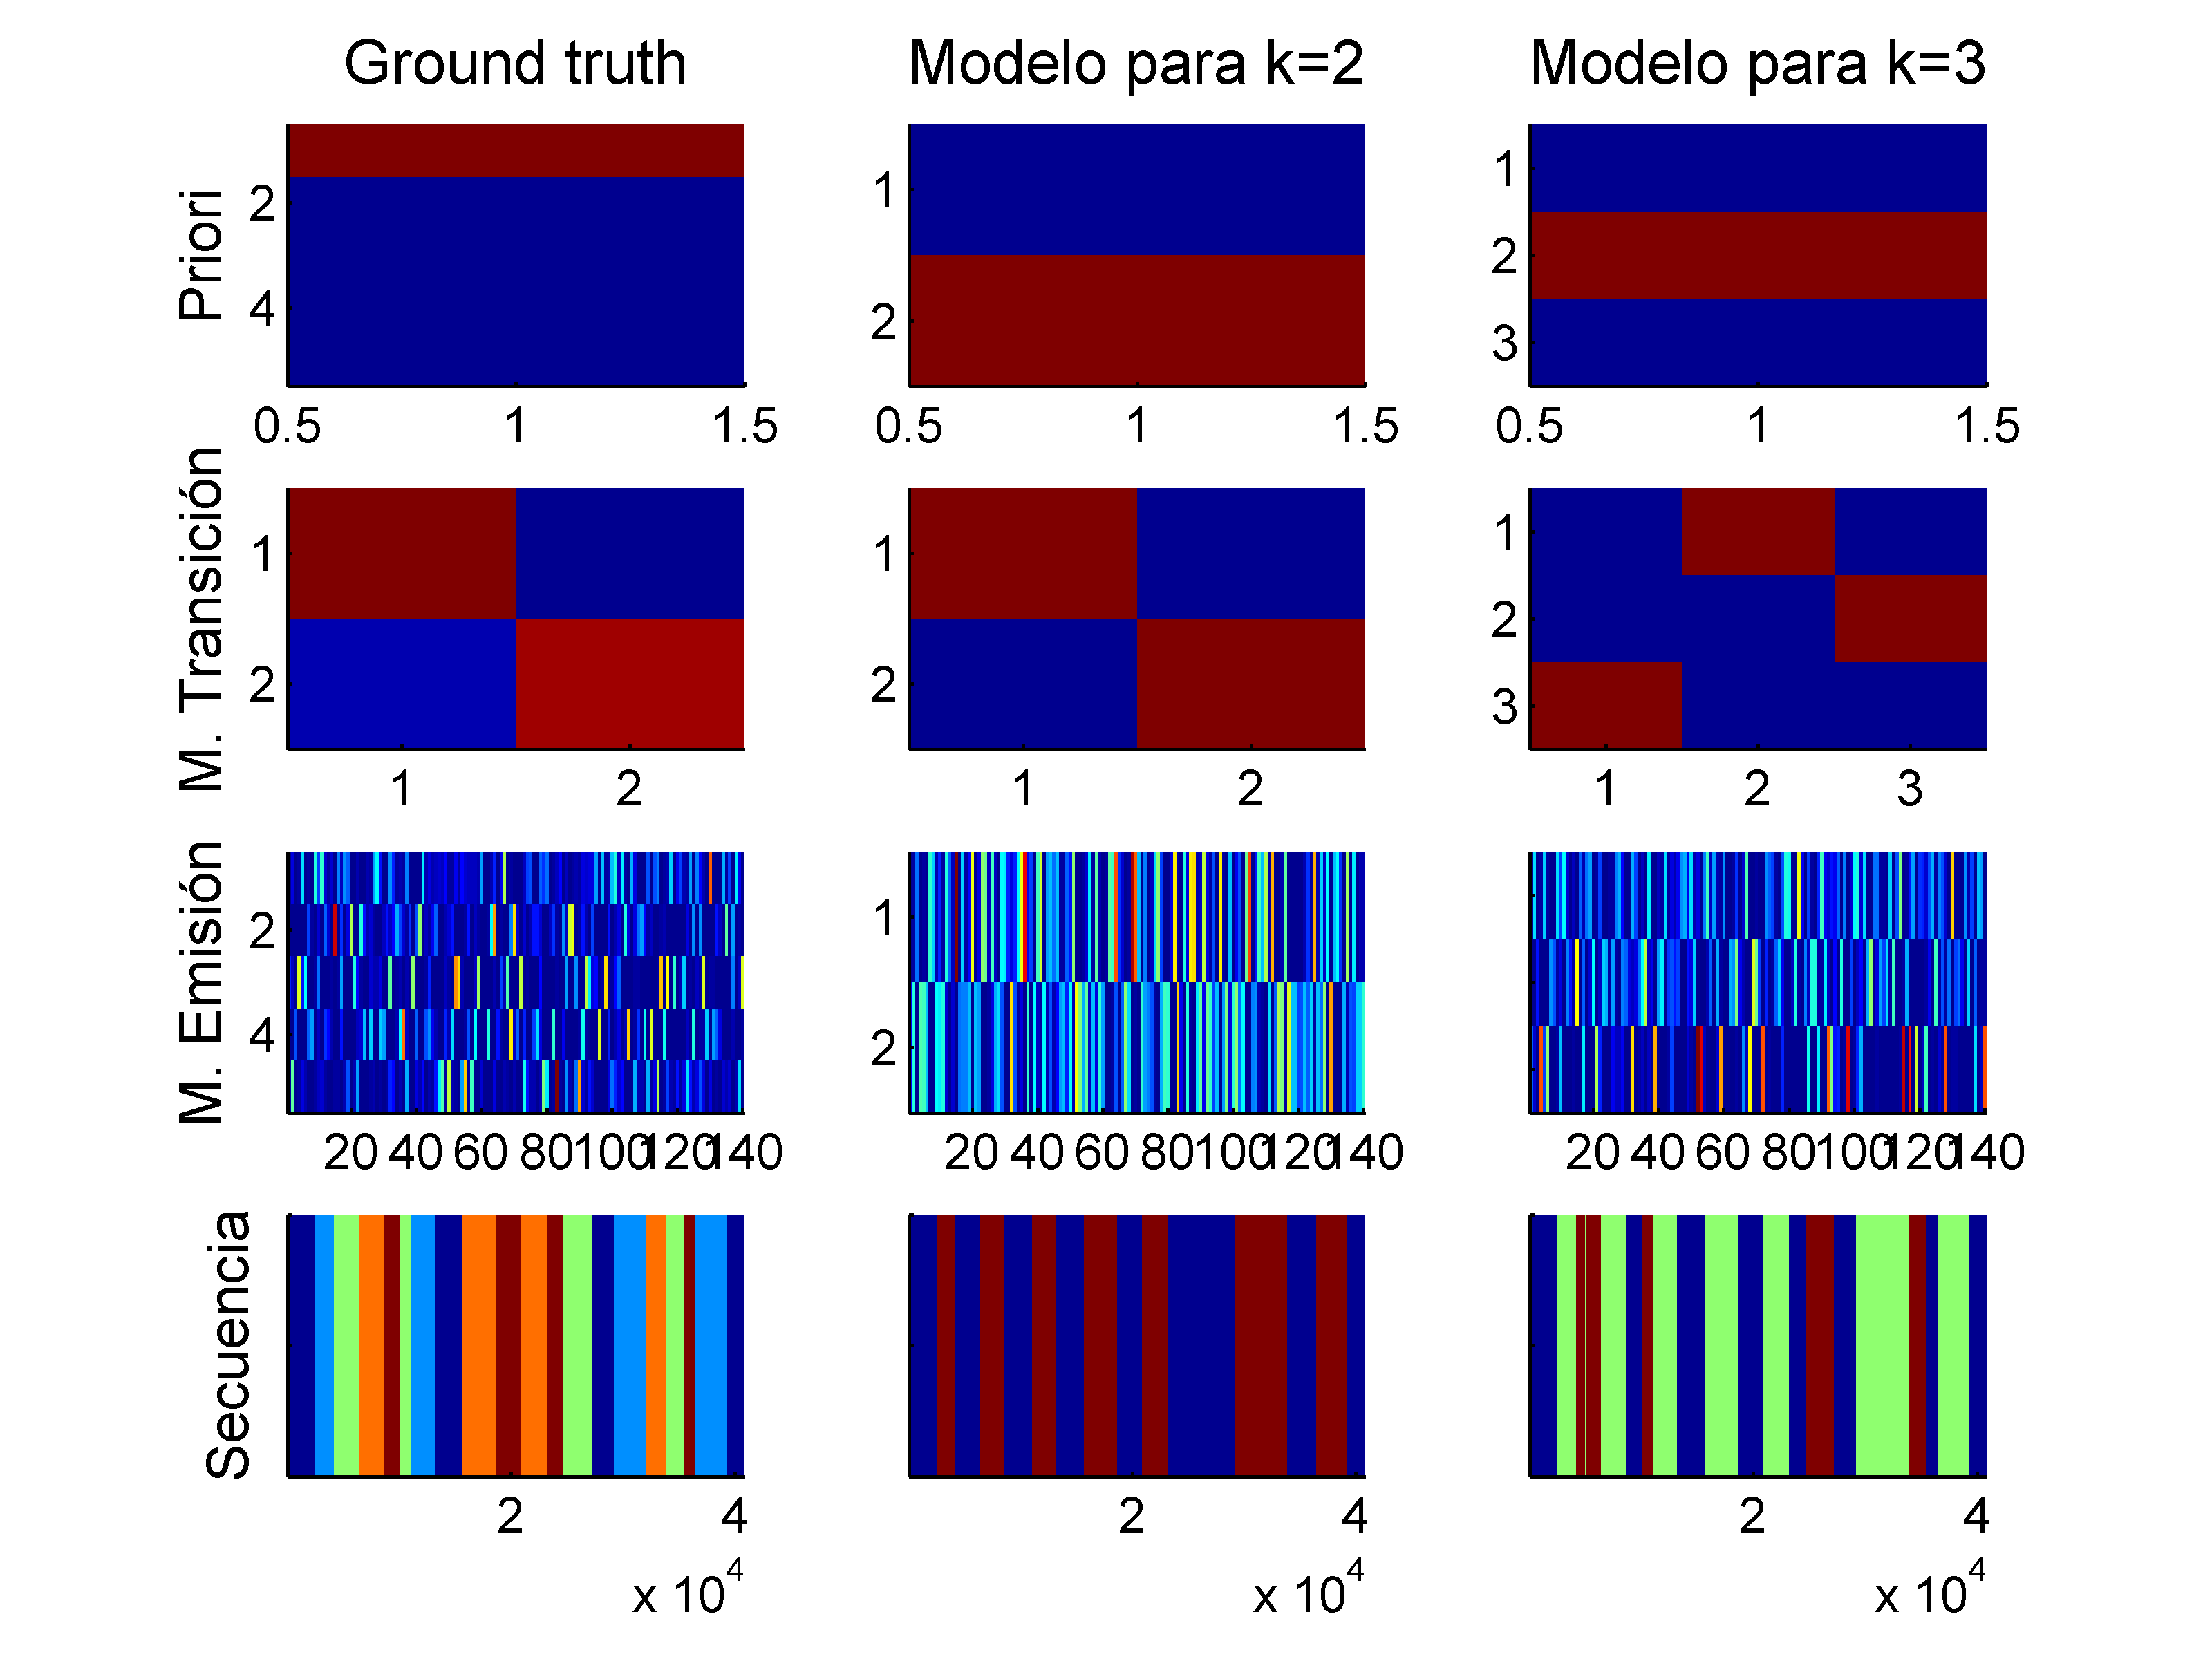 Ground truth
Modelo para k=2
Modelo para k=3
Priori
2
4
0.5 1 1.5
1
2
0.5 1 1.5
1
2
3
0.5 1 1.5
M. Transición
1
2
1 2
1
2
1 2
1
2
3
1 2 3
M. Emisión
2
4
20 40 60 80 100 120 140
1
2
20 40 60 80 100 120 140
20 40 60 80 100 120 140
Secuencia
2 4
x 10^4
2 4
x 10^4
2 4
x 10^4